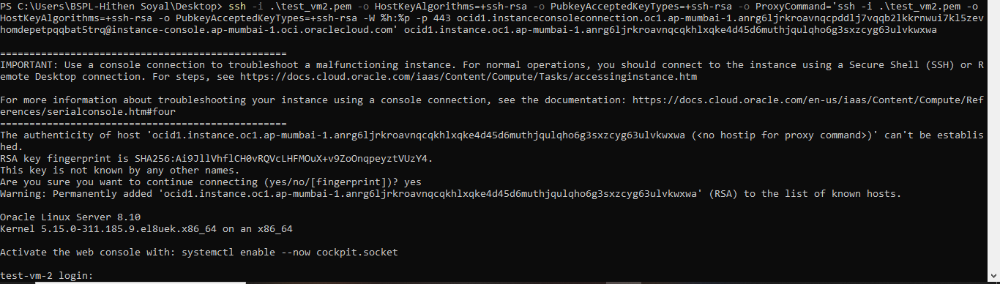 PS C:\Users\BSPL-Hithen Soyal\Desktop> ssh -i .\test_vm2.pem -o HostKeyAlgorithms=+ssh-rsa -o PubkeyAcceptedKeyTypes=+ssh-rsa -o ProxyCommand='ssh -i .\test_vm2.pem -o
HostKeyAlgorithms=+ssh-rsa -o PubkeyAcceptedKeyTypes=+ssh-rsa -W %h:%p -p 443 ocid1.instanceconsoleconnection.oc1.ap-mumbai-1.anrg6ljrkroavnqcpddlj7vqqb2lkkrnwui7kl5zev
homdepetpqqbat5trq@instance-console.ap-mumbai-1.oci.oraclecloud.com' ocid1.instance.oc1.ap-mumbai-1.anrg6ljrkroavnqcqkhlxqke4d45d6muthjqulqho6g3sxzcyg63ulvkwxwa
=================================================
IMPORTANT: Use a console connection to troubleshoot a malfunctioning instance. For normal operations, you should connect to the instance using a Secure Shell (SSH) or R
emote Desktop connection. For steps, see https://docs.cloud.oracle.com/iaas/Content/Compute/Tasks/accessinginstance.htm
For more information about troubleshooting your instance using a console connection, see the documentation: https://docs.cloud.oracle.com/en-us/iaas/Content/Compute/Ref
erences/serialconsole.htm#four
=================================================
The authenticity of host 'ocid1.instance.oc1.ap-mumbai-1.anrg6ljrkroavnqcqkhlxqke4d45d6muthjqulqho6g3sxzcyg63ulvkwxwa (<no hostip for proxy command>)' can't be establis
hed.
RSA key fingerprint is SHA256:Ai9JllVhflCH0vRQVcLHFMOuX+v9ZoOnqpeyztVUzY4.
This key is not known by any other names.
Are you sure you want to continue connecting (yes/no/[fingerprint])? yes
Warning: Permanently added 'ocid1.instance.oc1.ap-mumbai-1.anrg6ljrkroavnqcqkhlxqke4d45d6muthjqulqho6g3sxzcyg63ulvkwxwa' (RSA) to the list of known hosts.
Oracle Linux Server 8.10
Kernel 5.15.0-311.185.9.el8uek.x86_64 on an x86_64
Activate the web console with: systemctl enable --now cockpit.socket
test-vm-2 login: